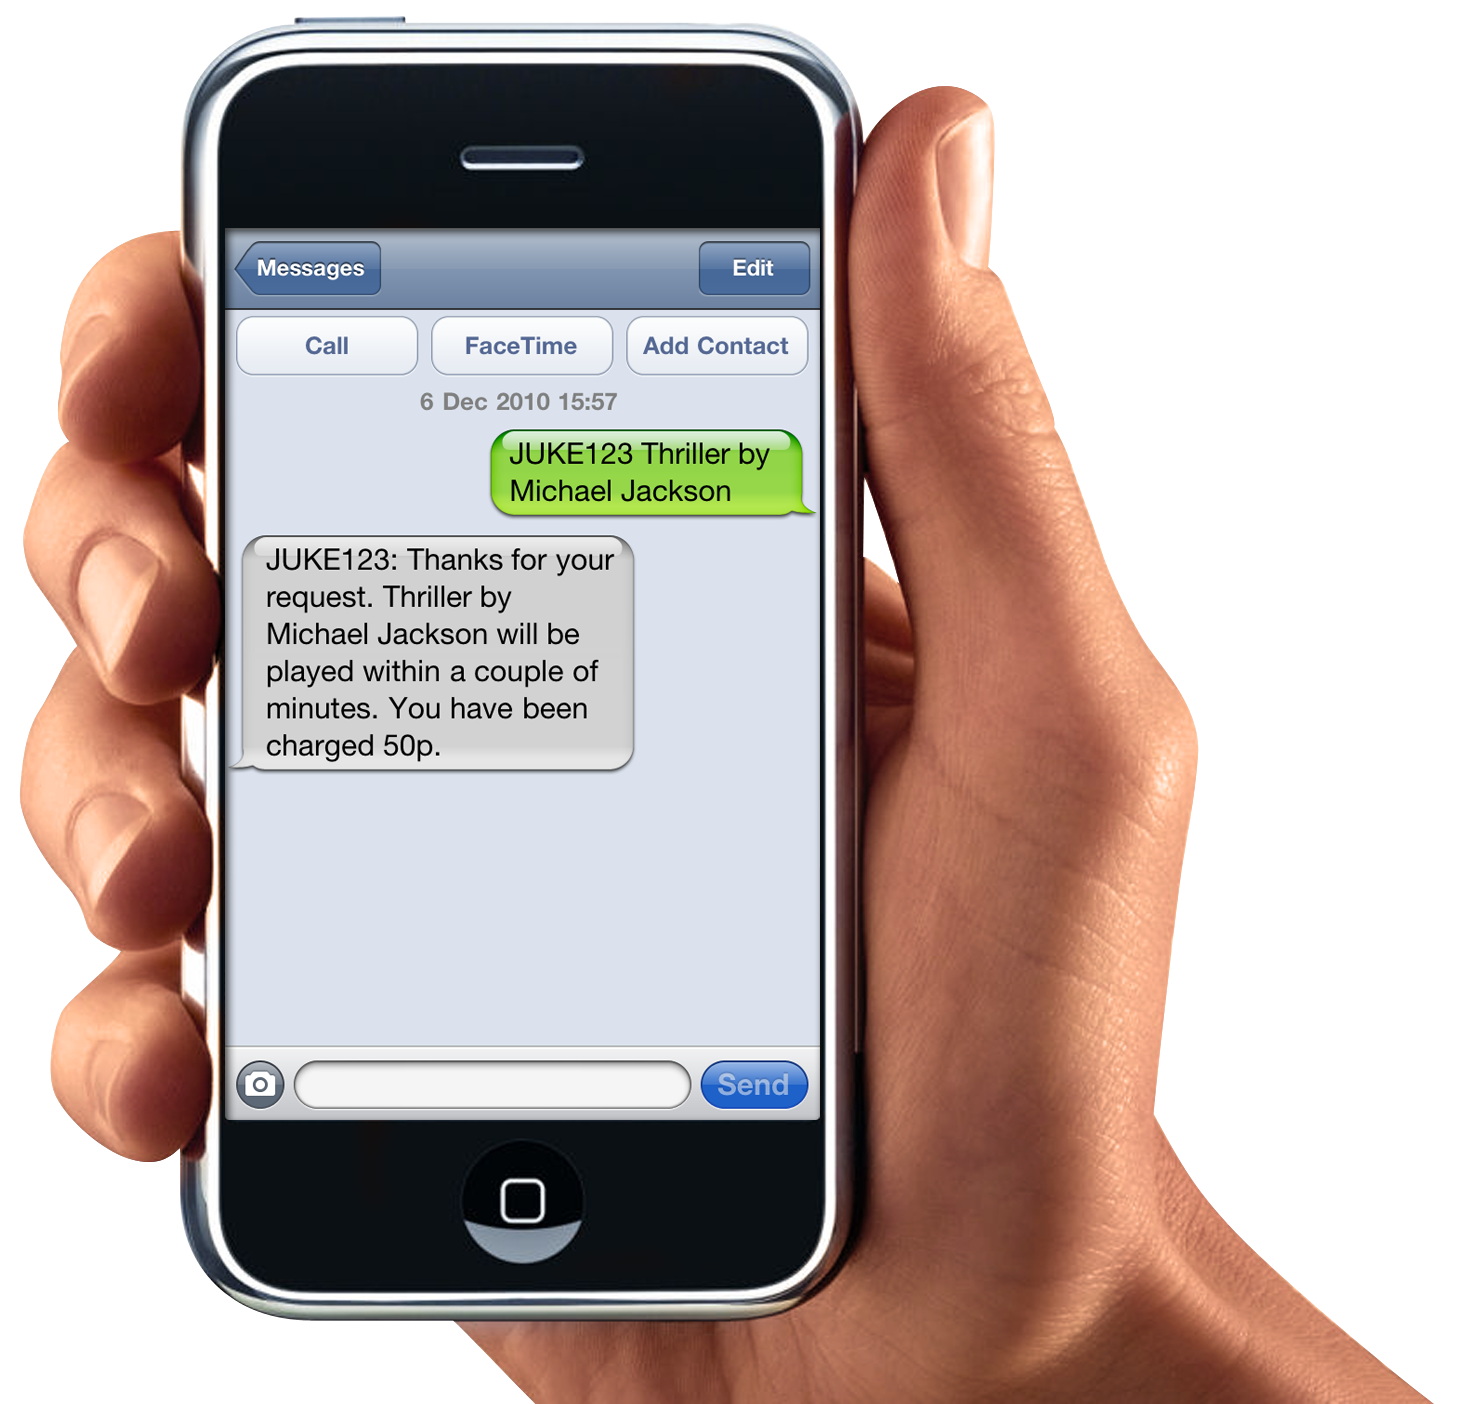 Messages
Edit
Call
FaceTime
Add Contact
6 Dec 2010 15:57
JUKE123 Thriller by
Michael Jackson
JUKE123: Thanks for your
request. Thriller by
Michael Jackson will be
played within a couple of
minutes. You have been
charged 50p.
Send